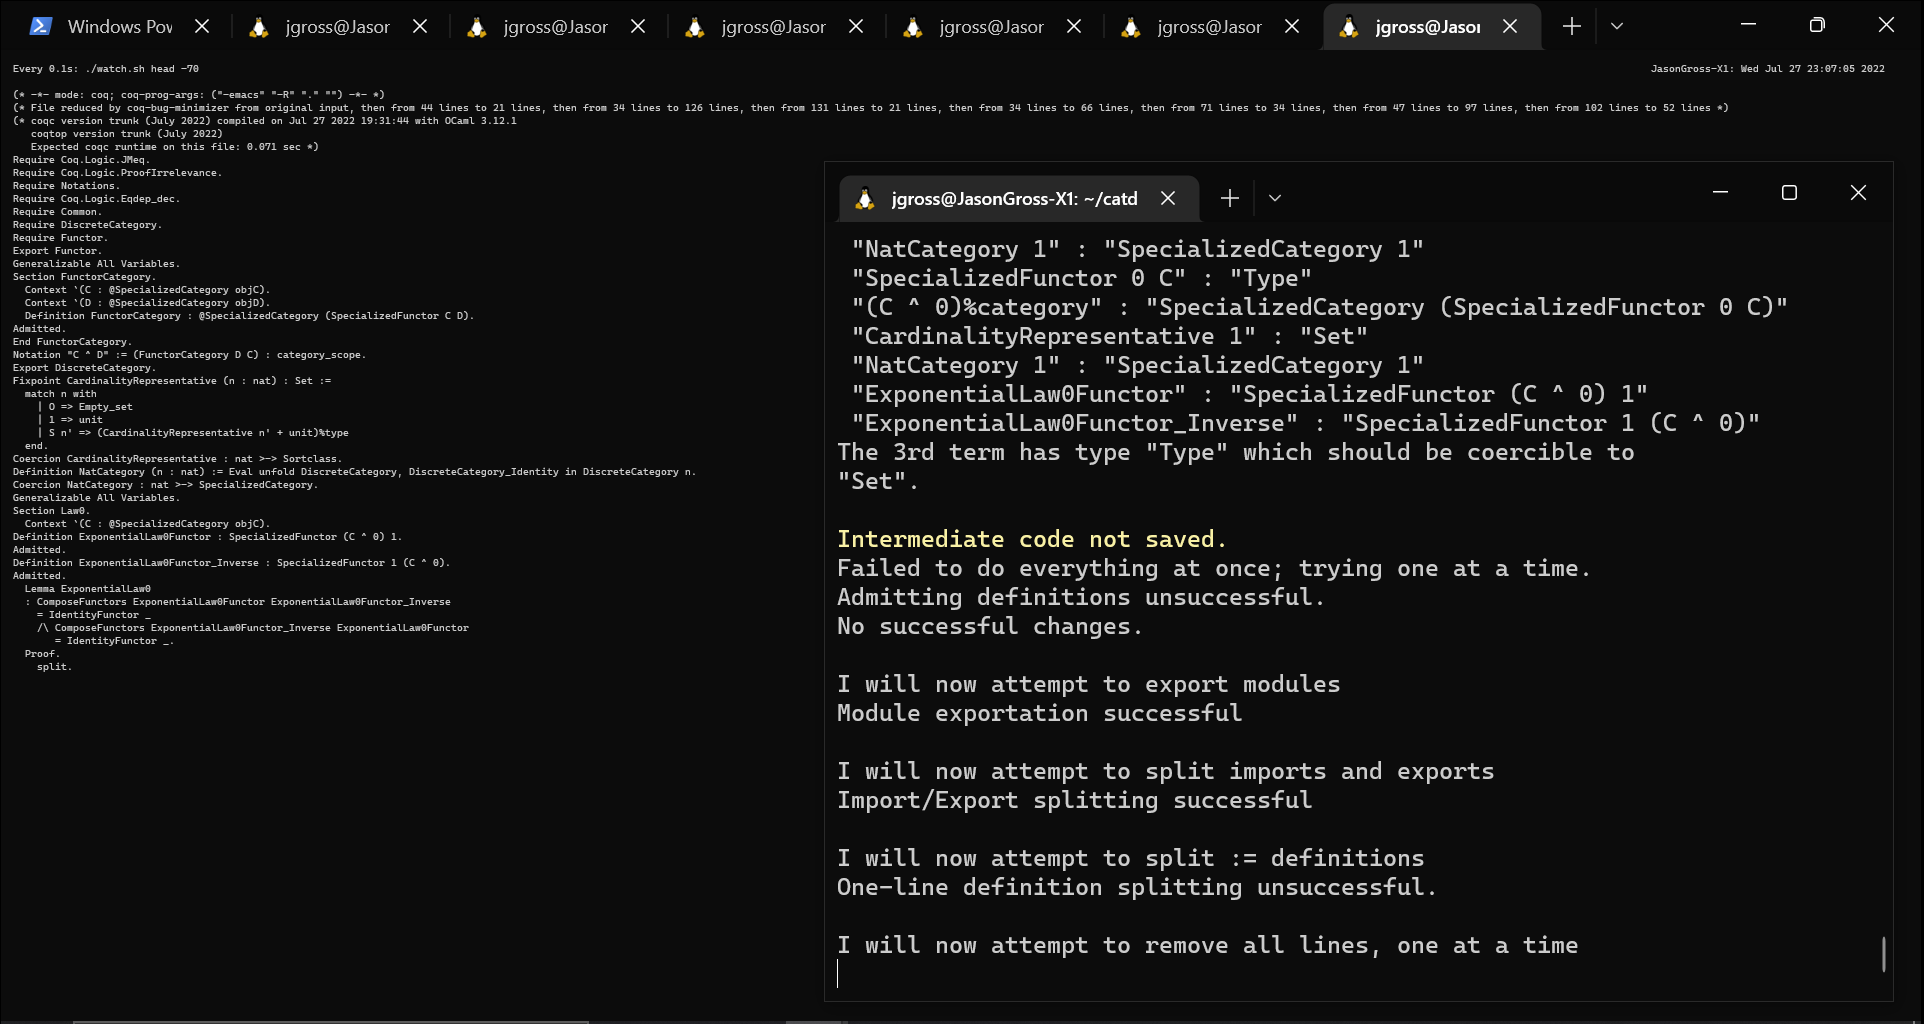 Windows Pov
jgross@Jasor
jgross@Jasor
jgross@Jasor
jgross@Jasor
jgross@Jasor
jgross@Jasor
Every 0.1s: ./watch.sh head -70
JasonGross-X1: Wed Jul 27 23:07:05 2022
(* -*- mode: coq; coq-prog-args: ("-emacs" "-R" "." "") -*- *)
(* File reduced by coq-bug-minimizer from original input, then from 44 lines to 21 lines, then from 34 lines to 126 lines, then from 131 lines to 21 lines, then from 34 lines to 66 lines, then from 71 lines to 34 lines, then from 47 lines to 97 lines, then from 102 lines to 52 lines *)
(* coqc version trunk (July 2022) compiled on Jul 27 2022 19:31:44 with OCaml 3.12.1
coqtop version trunk (July 2022)
Expected coqc runtime on this file: 0.071 sec *)
Require Coq.Logic.JMeq.
Require Coq.Logic.ProofIrrelevance.
Require Notations.
Require Coq.Logic.Eqdep_dec.
Require Common.
Require DiscreteCategory.
Require Functor.
Export Functor.
Generalizable All Variables.
Section FunctorCategory.
Context `(C : @SpecializedCategory objC).
Context `(D : @SpecializedCategory objD).
Definition FunctorCategory : @SpecializedCategory (SpecializedFunctor C D).
Admitted.
End FunctorCategory.
Notation "C ^ D" := (FunctorCategory D C) : category_scope.
Export DiscreteCategory.
Fixpoint CardinalityRepresentative (n : nat) : Set :=
match n with
| O => Empty_set
| 1 => unit
| S n' => (CardinalityRepresentative n' + unit)%type
end.
Coercion CardinalityRepresentative : nat >-> Sortclass.
Definition NatCategory (n : nat) := Eval unfold DiscreteCategory, DiscreteCategory_Identity in DiscreteCategory n.
Coercion NatCategory : nat >-> SpecializedCategory.
Generalizable All Variables.
Section Law0.
Context `(C : @SpecializedCategory objC).
Definition ExponentialLaw0Functor : SpecializedFunctor (C ^ 0) 1.
Admitted.
Definition ExponentialLaw0Functor_Inverse : SpecializedFunctor 1 (C ^ 0).
Admitted.
Lemma ExponentialLaw0
: ComposeFunctors ExponentialLaw0Functor ExponentialLaw0Functor_Inverse
= IdentityFunctor _
/\ ComposeFunctors ExponentialLaw0Functor_Inverse ExponentialLaw0Functor
= IdentityFunctor _.
Proof.
split.
jgross@JasonGross-X1: ~/catd
"NatCategory 1" : "SpecializedCategory 1"
"SpecializedFunctor 0 C" : "Type"
"(C ^ 0)%category" : "SpecializedCategory (SpecializedFunctor 0 C)"
"CardinalityRepresentative 1" : "Set"
"NatCategory 1" : "SpecializedCategory 1"
"ExponentialLaw0Functor" : "SpecializedFunctor (C ^ 0) 1"
"ExponentialLaw0Functor_Inverse" : "SpecializedFunctor 1 (C ^ 0)"
The 3rd term has type "Type" which should be coercible to
"Set".
Intermediate code not saved.
Failed to do everything at once; trying one at a time.
Admitting definitions unsuccessful.
No successful changes.
I will now attempt to export modules
Module exportation successful
I will now attempt to split imports and exports
Import/Export splitting successful
I will now attempt to split := definitions
One-line definition splitting unsuccessful.
I will now attempt to remove all lines, one at a time